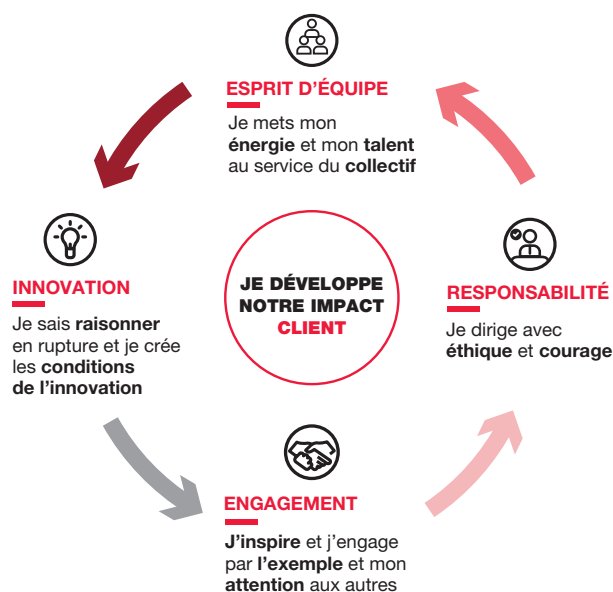 ESPRIT D'ÉQUIPE
Je mets mon
énergie et mon talent
au service du collectif
INNOVATION
Je sais raisonner
en rupture et je crée
les conditions
de l'innovation
JE DÉVELOPPE
NOTRE IMPACT
CLIENT
RESPONSABILITÉ
Je dirige avec
éthique et courage
ENGAGEMENT
J'inspire et j'engage
par l'exemple et mon
attention aux autres